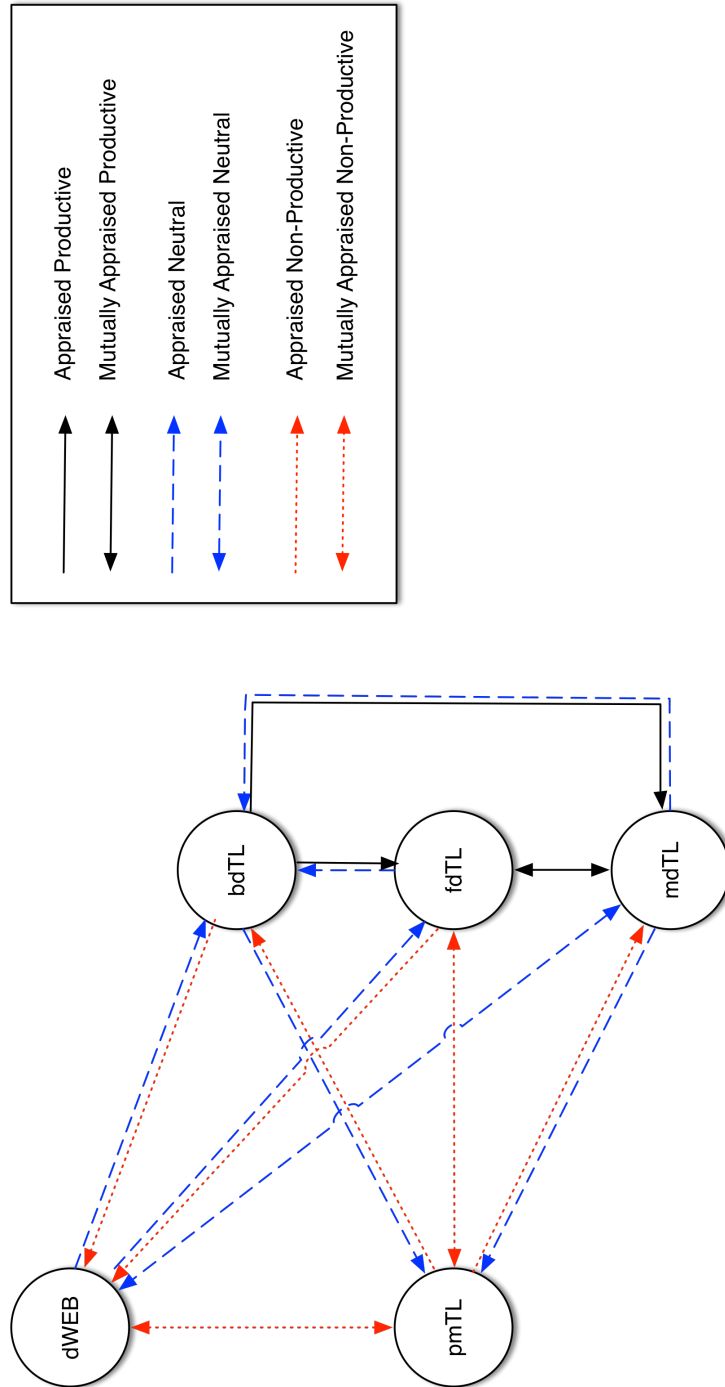 Appraised Productive
Mutually Appraised Productive
Appraised Neutral
Mutually Appraised Neutral
Appraised Non-Productive
Mutually Appraised Non-Productive
dWEB
bdTL
fdTL
mdTL
pmTL